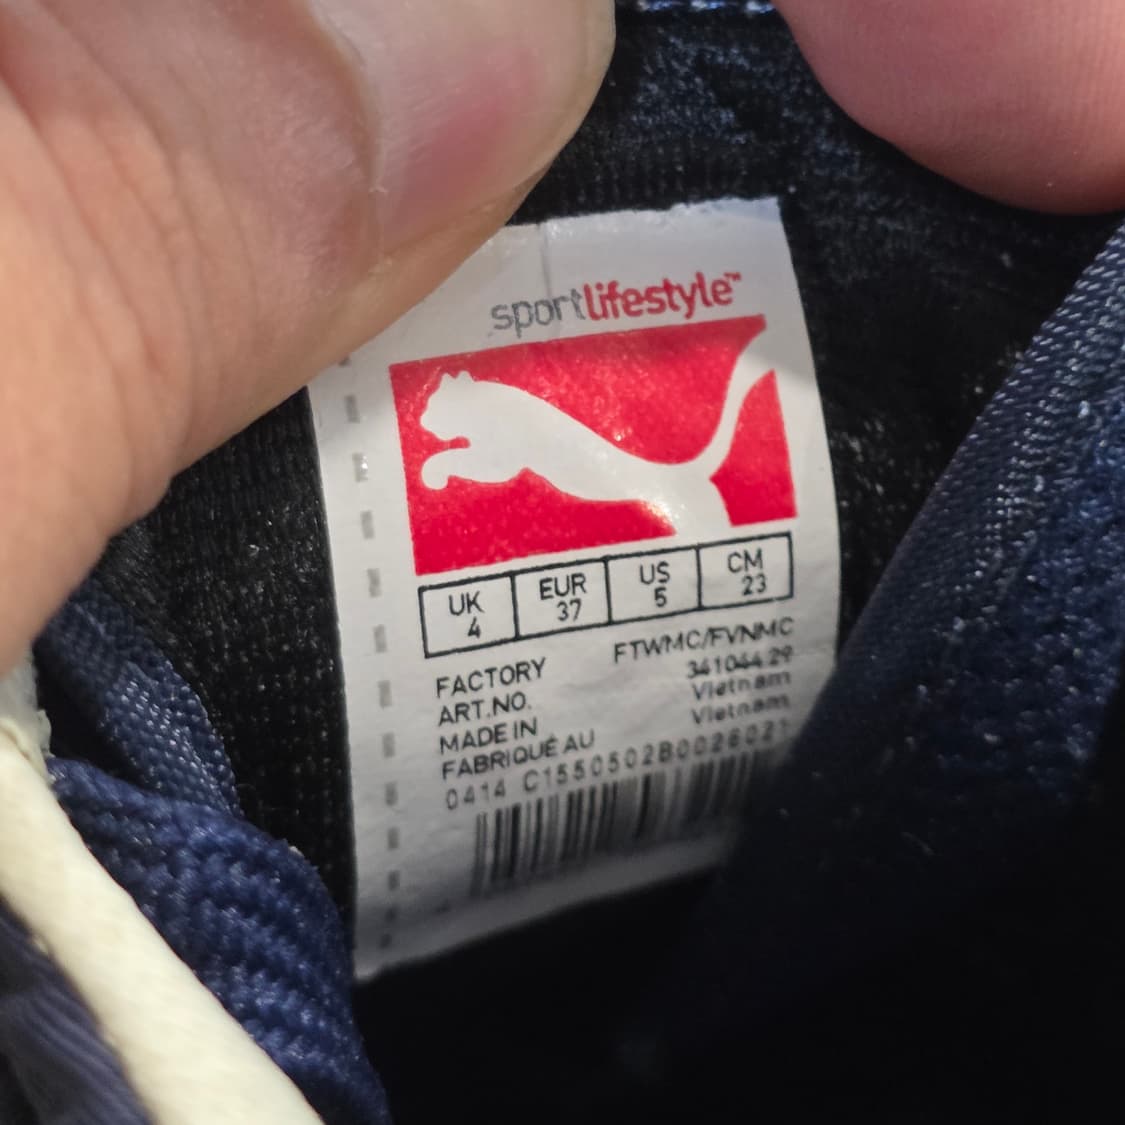 sportlifestyle™
UK EUR US CM
4 37 5 23
FACTORY FTWMC/FVNMC
ART.NO. 341044 29
MADE IN Vietnam
FABRIQUÉ AU Vietnam
0414 C1550502B0026021